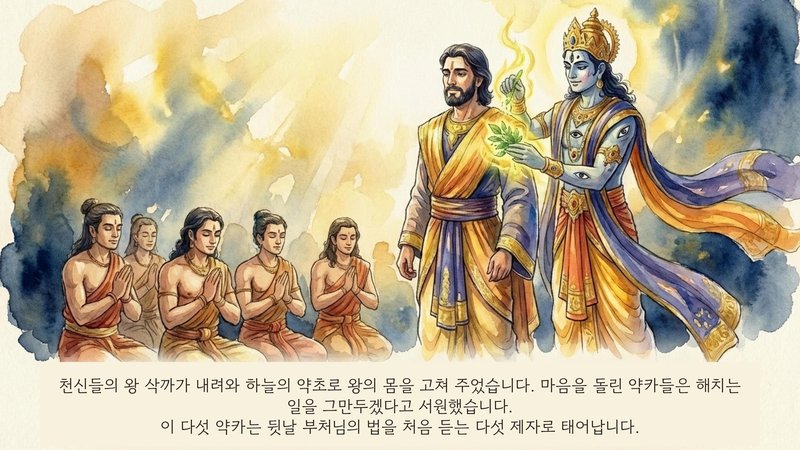 천신들의 왕 삭까가 내려와 하늘의 약초로 왕의 몸을 고쳐 주었습니다. 마음을 돌린 약카들은 해치는
일을 그만두겠다고 서원했습니다.
이 다섯 약카는 뒷날 부처님의 법을 처음 듣는 다섯 제자로 태어납니다.